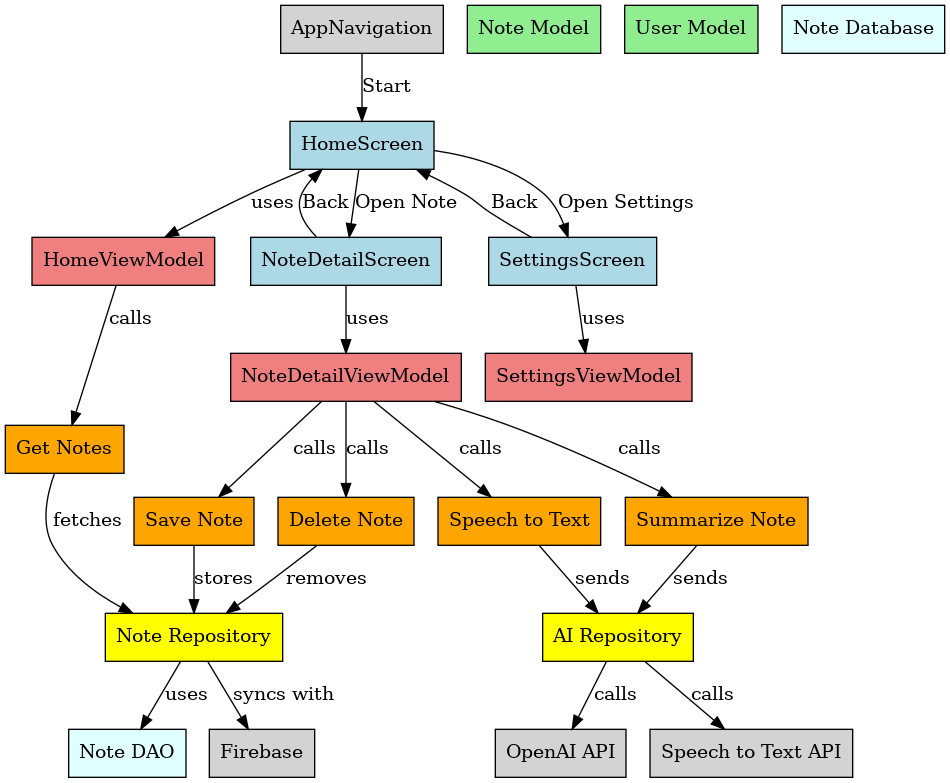 AppNavigation
Note Model
User Model
Note Database
Start
HomeScreen
uses
Back
Open Note
Back
Open Settings
HomeViewModel
NoteDetailScreen
SettingsScreen
calls
uses
uses
NoteDetailViewModel
SettingsViewModel
Get Notes
calls
calls
calls
calls
fetches
Save Note
Delete Note
Speech to Text
Summarize Note
stores
removes
sends
sends
Note Repository
AI Repository
uses
syncs with
calls
calls
Note DAO
Firebase
OpenAI API
Speech to Text API